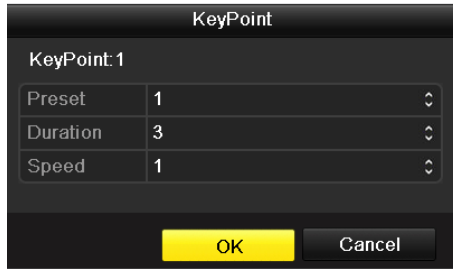 KeyPoint
KeyPoint:1
Preset 1
Duration 3
Speed 1
OK Cancel